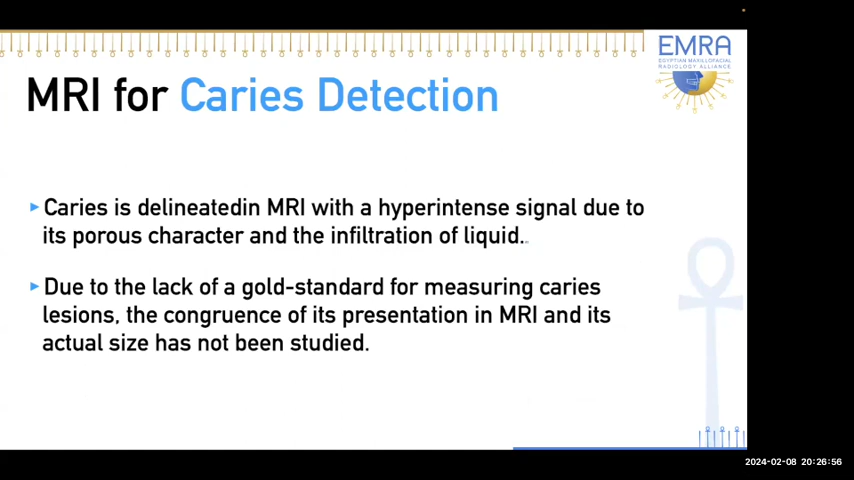 EMRA
EGYPTIAN MAXILLOFACIAL
RADIOLOGY ALLIANCE
MRI for Caries Detection
Caries is delineatedin MRI with a hyperintense signal due to
its porous character and the infiltration of liquid.
Due to the lack of a gold-standard for measuring caries
lesions, the congruence of its presentation in MRI and its
actual size has not been studied.
2024-02-08 20:26:56